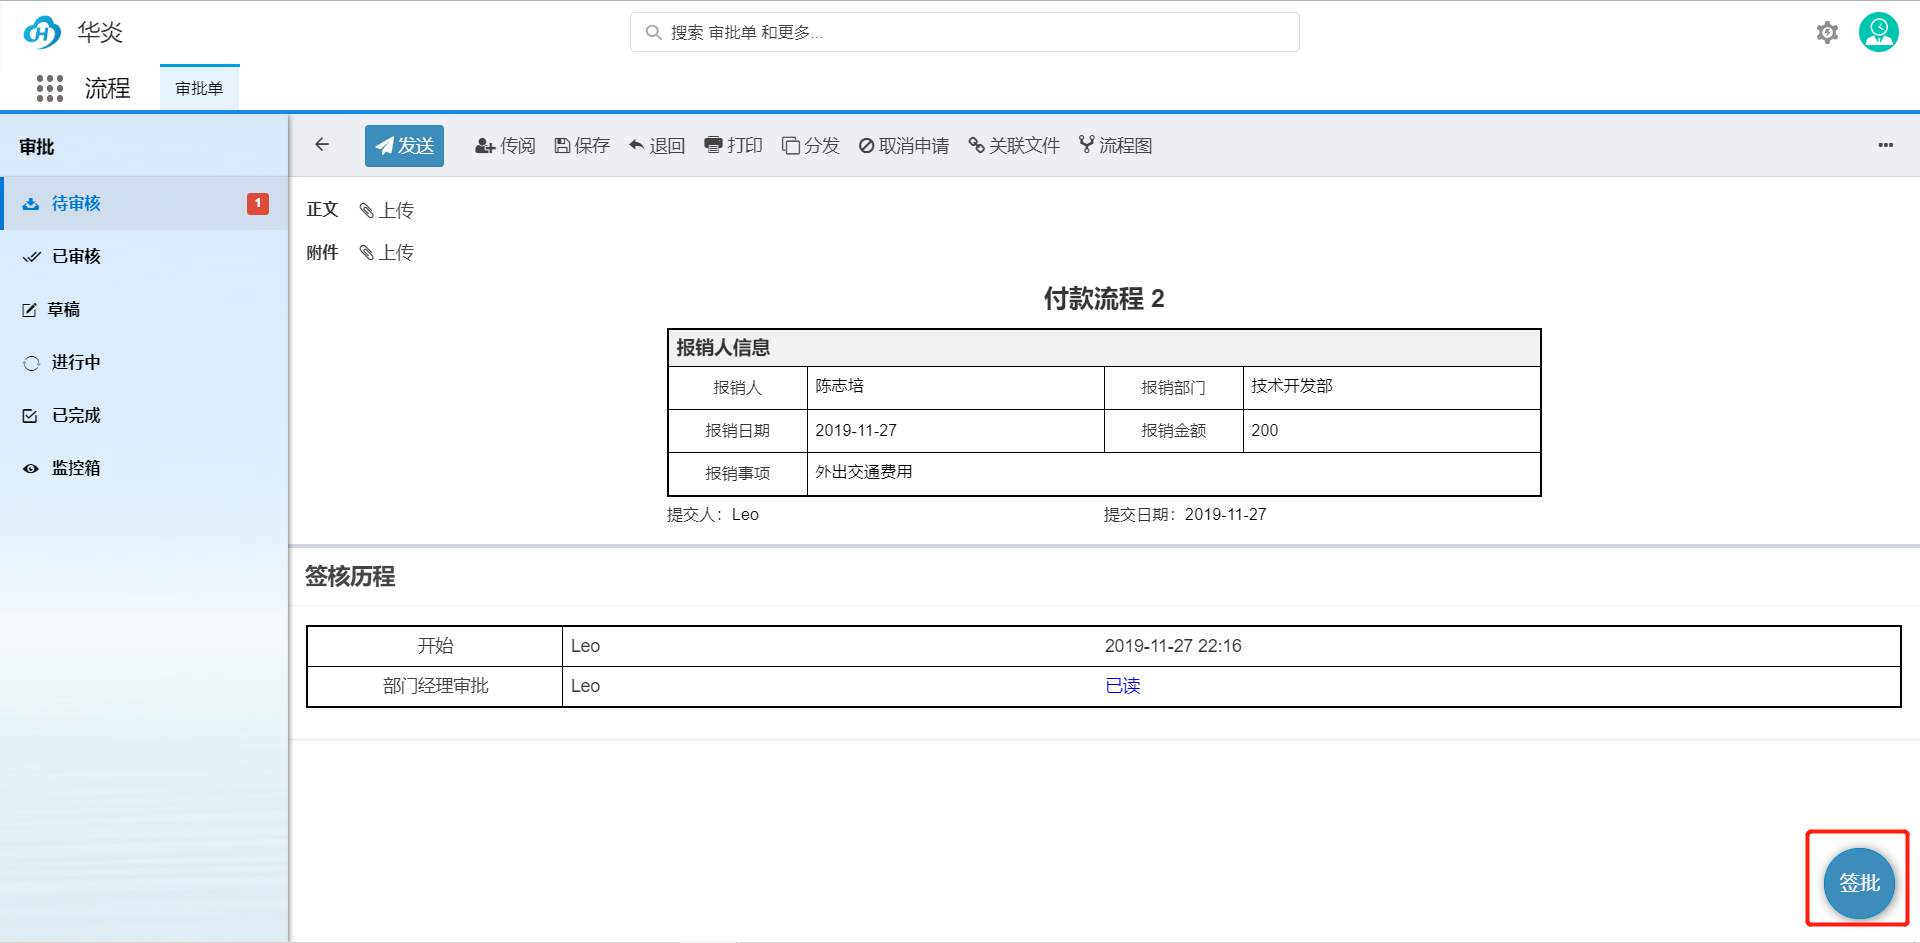 华炎
搜索 审批单 和更多...
流程
审批单
审批
待审核
1
已审核
草稿
进行中
已完成
监控箱
发送
传阅
保存
退回
打印
分发
取消申请
关联文件
流程图
正文 上传
附件 上传
付款流程 2
报销人信息
报销人 陈志培 报销部门 技术开发部
报销日期 2019-11-27 报销金额 200
报销事项 外出交通费用
提交人：Leo 提交日期：2019-11-27
签核历程
开始 Leo 2019-11-27 22:16
部门经理审批 Leo 已读
签批